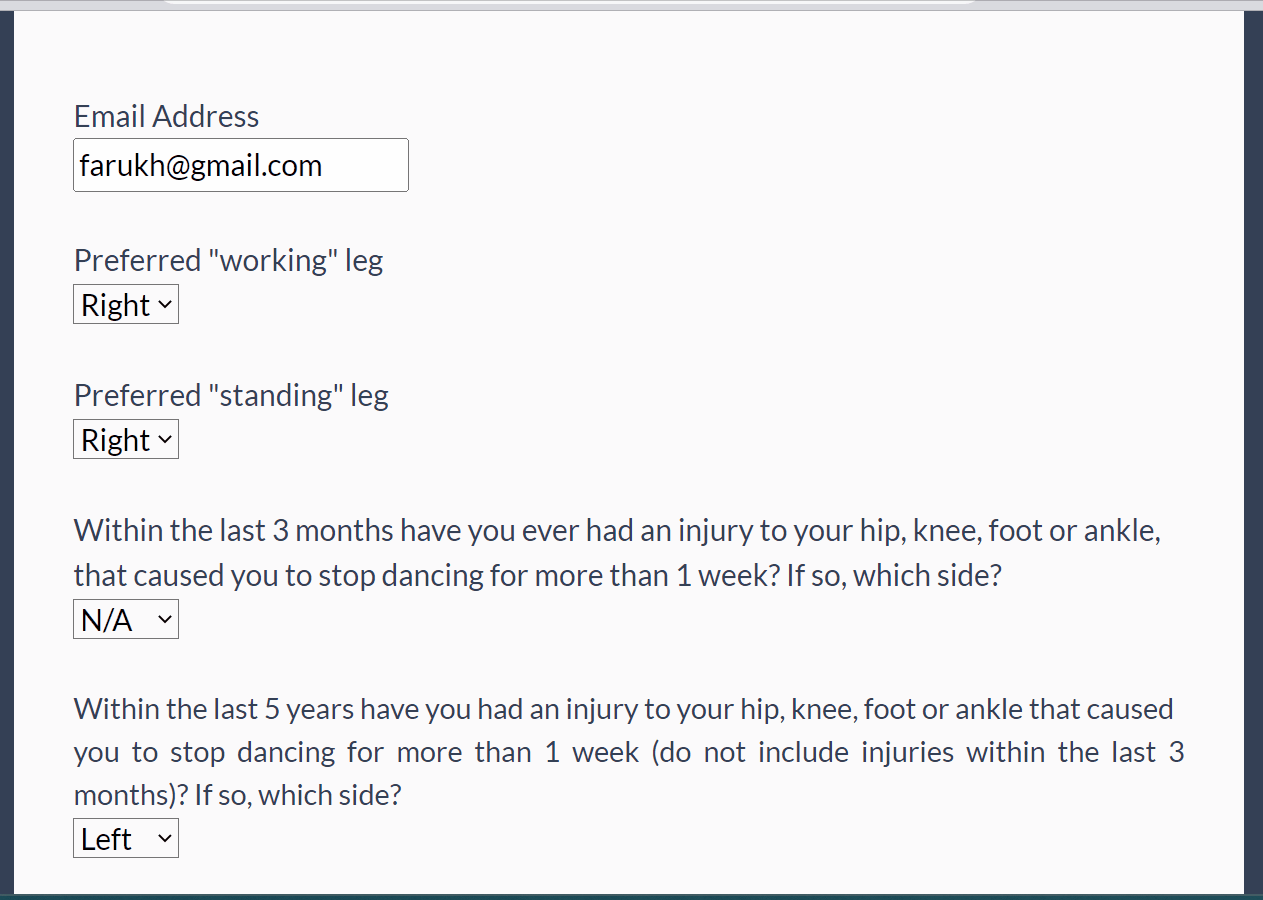 Email Address
farukh@gmail.com
Preferred "working" leg
Right
Preferred "standing" leg
Right
Within the last 3 months have you ever had an injury to your hip, knee, foot or ankle,
that caused you to stop dancing for more than 1 week? If so, which side?
N/A
Within the last 5 years have you had an injury to your hip, knee, foot or ankle that caused
you to stop dancing for more than 1 week (do not include injuries within the last 3
months)? If so, which side?
Left